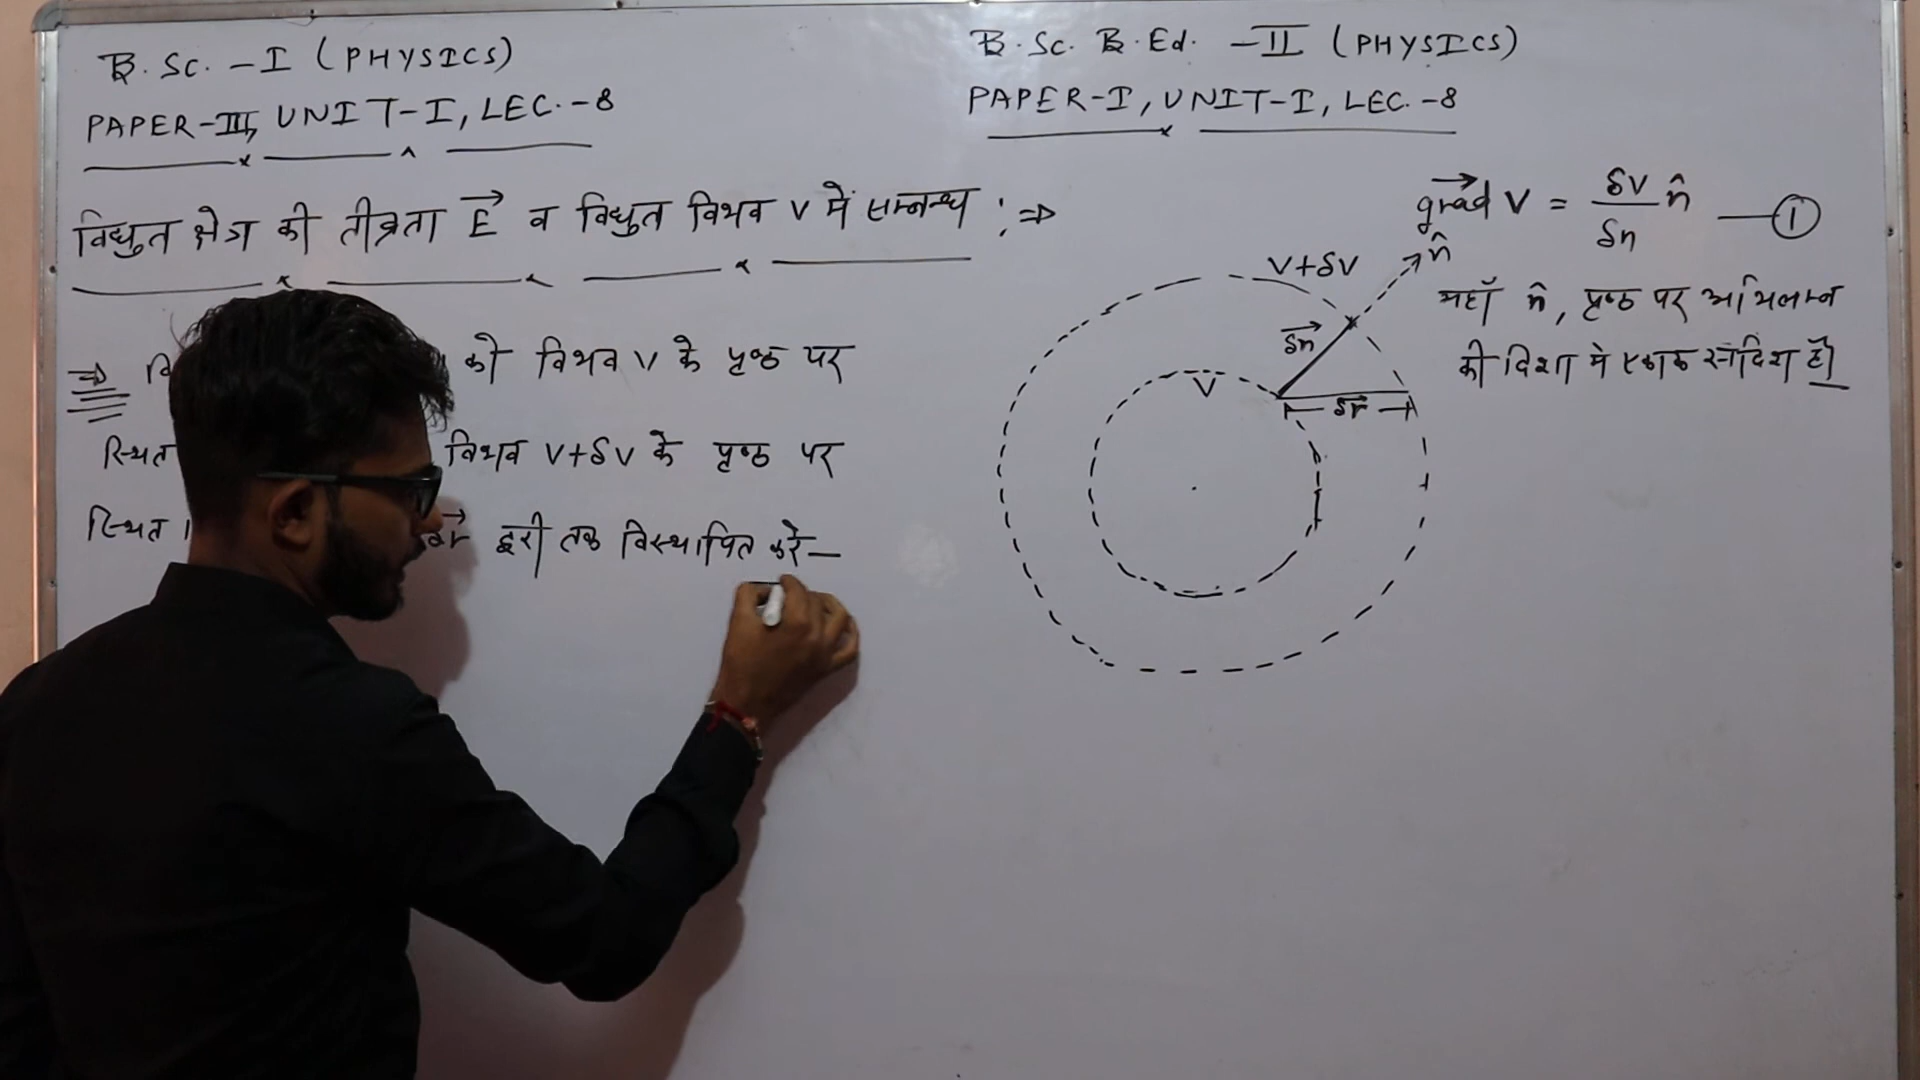 B.Sc. -I (PHYSICS)
PAPER-III, UNIT-I, LEC.-8
B.Sc. B.Ed. -II (PHYSICS)
PAPER-I, UNIT-I, LEC.-8
विद्युत क्षेत्र की तीव्रता E⃗ व विद्युत विभव V में सम्बन्ध :⇒
⇒ को विभव V के पृष्ठ पर
स्थित विभव V+δV के पृष्ठ पर
स्थित δr⃗ दूरी तक विस्थापित करे—
grad⃗ V = δV/δn n̂ —①
यहाँ n̂, पृष्ठ पर अभिलम्ब
की दिशा मे एकांक सदिश है|
V+δV
n̂
δn⃗
V
δr⃗